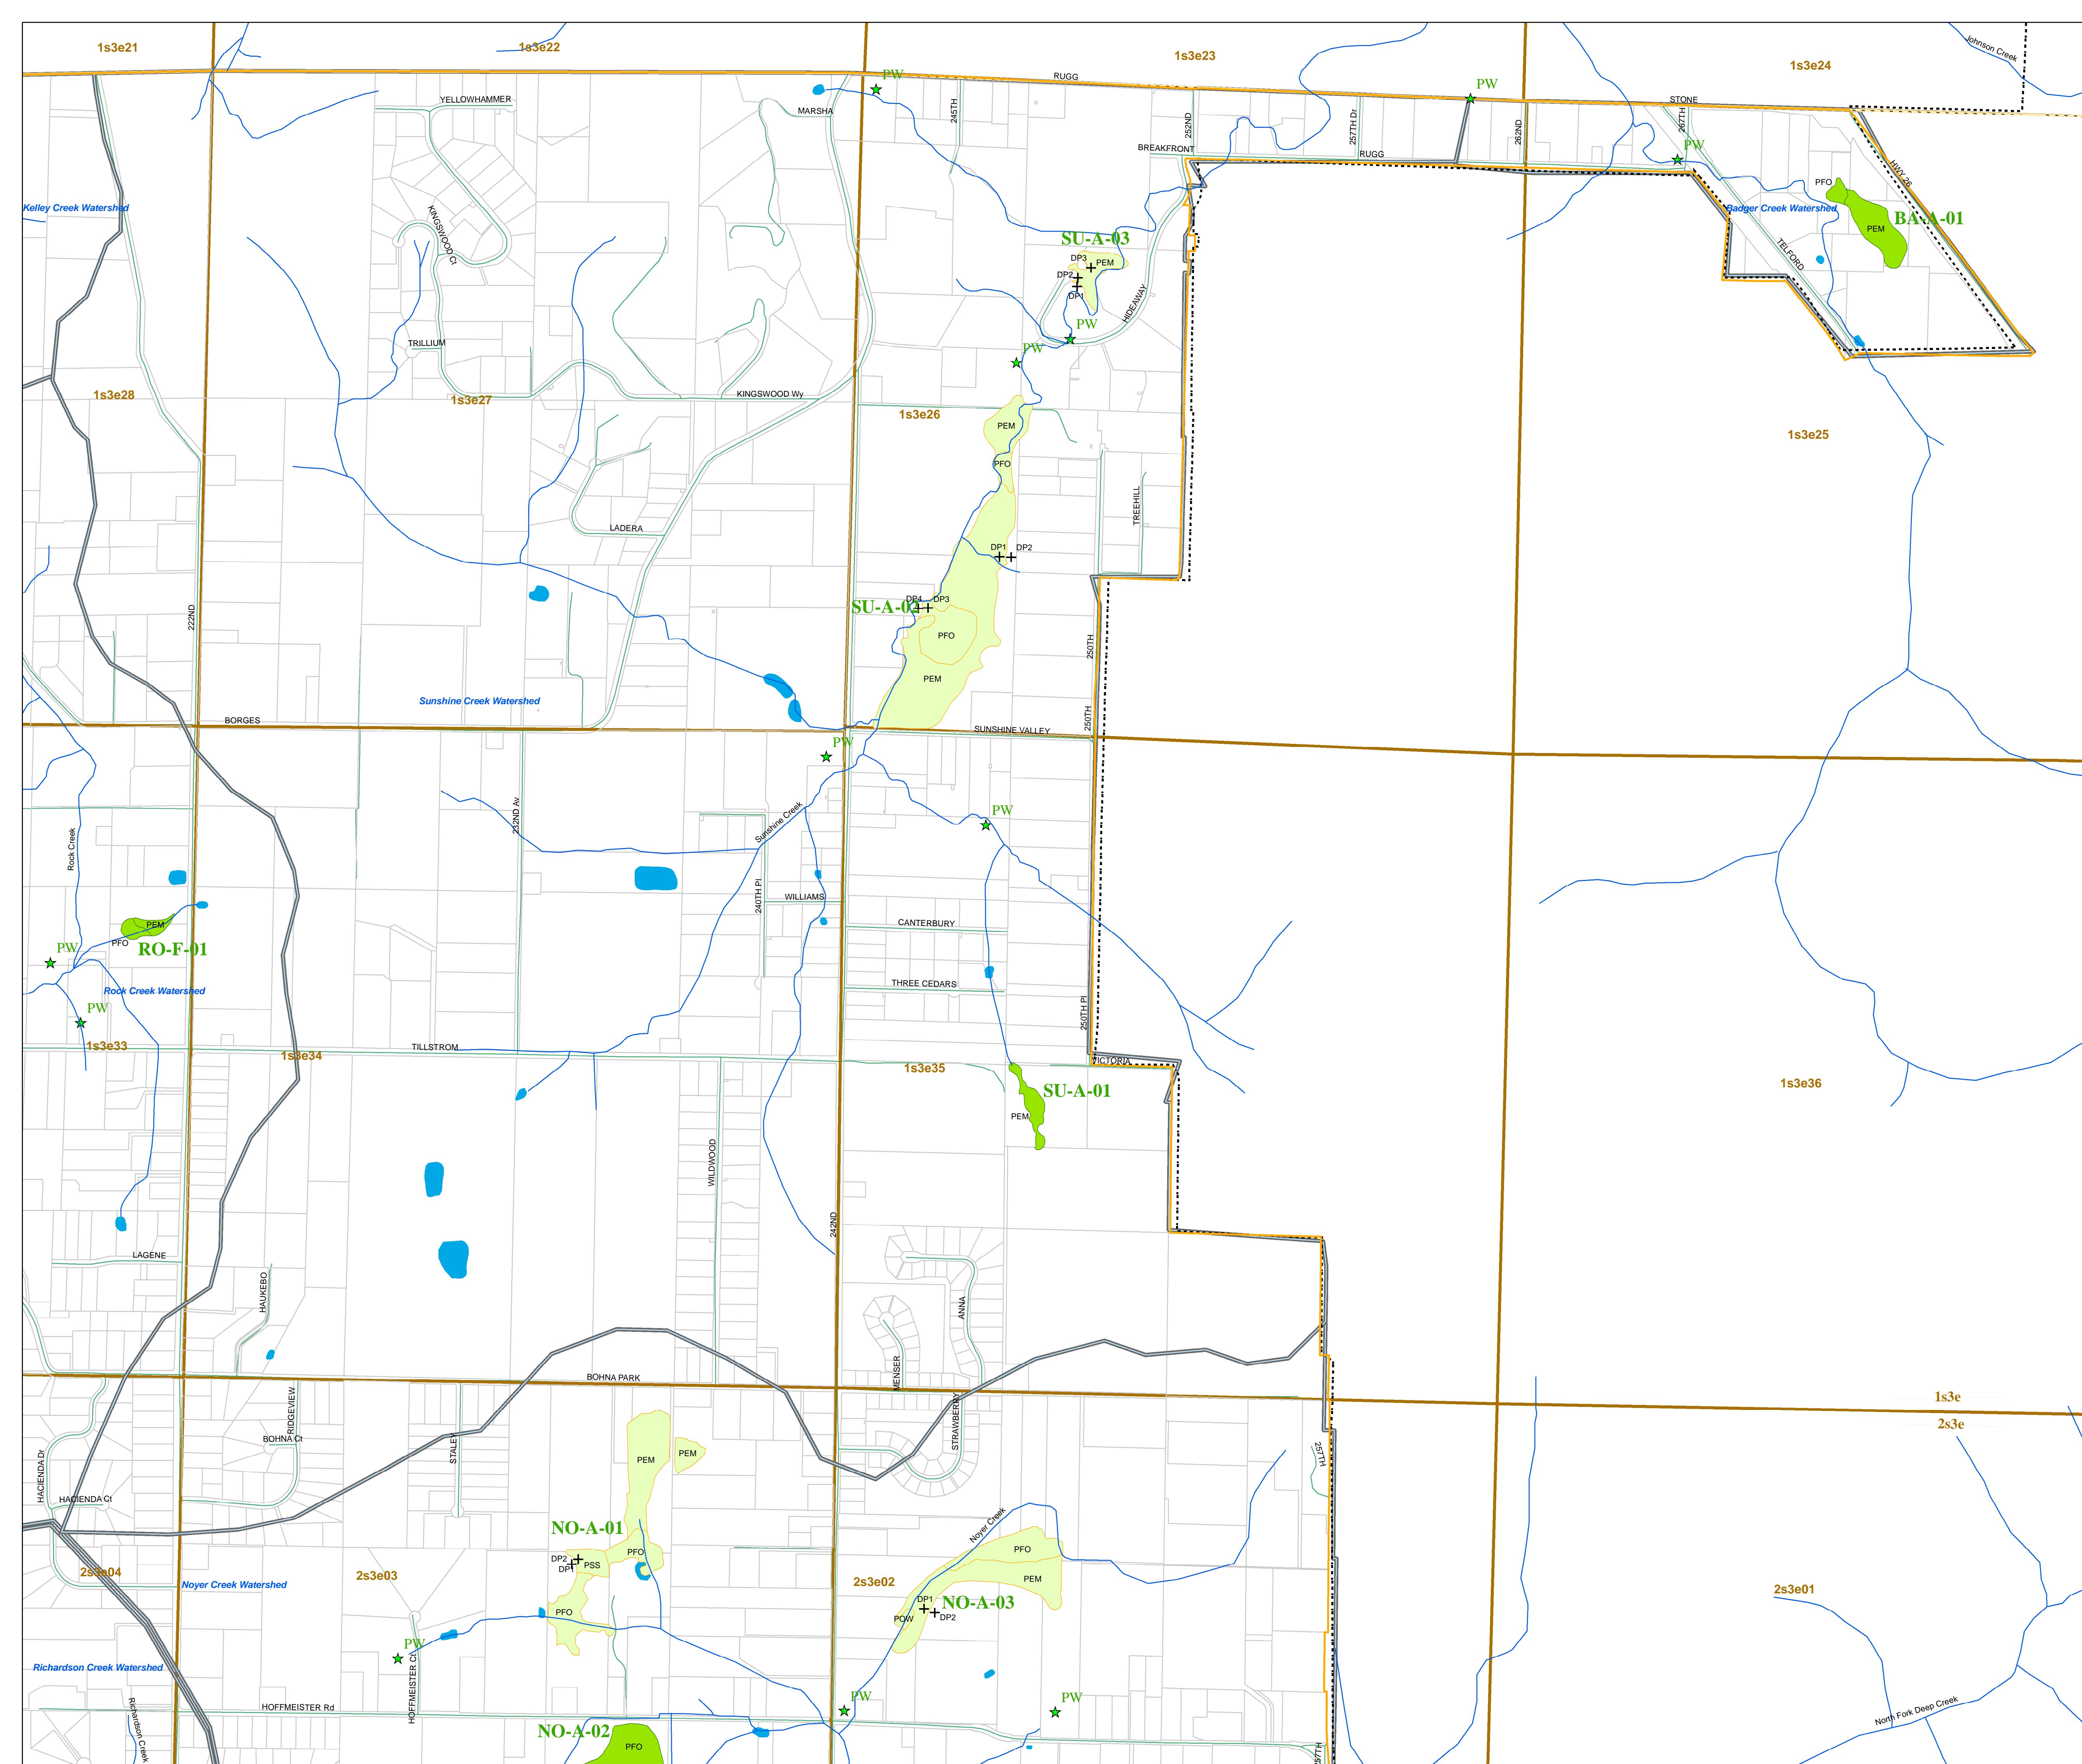 1s3e21
1s3e22
1s3e23
1s3e24
Johnson Creek
PW
RUGG
PW
STONE
YELLOWHAMMER
MARSHA
245TH
252ND
257TH Dr
262ND
267TH
BREAKFRONT
RUGG
PW
HWY 26
PFO
Kelley Creek Watershed
Badger Creek Watershed
BA-A-01
PEM
KINGSWOOD Ct
SU-A-03
DP3
PEM
DP2
DP1
TELFORD
HIDEAWAY
PW
PW
TRILLIUM
1s3e28
1s3e27
KINGSWOOD Wy
1s3e26
PEM
1s3e25
PFO
TREEHILL
LADERA
DP1
DP2
222ND
SU-A-02
DP4
DP3
PFO
250TH
PEM
Sunshine Creek Watershed
BORGES
250TH
SUNSHINE VALLEY
PW
232ND Av
Sunshine Creek
PW
Rock Creek
240TH Pl
WILLIAMS
CANTERBURY
PEM
PFO
RO-F-01
PW
THREE CEDARS
Rock Creek Watershed
PW
250TH Pl
1s3e33
1s3e34
TILLSTROM
VICTORIA
1s3e35
SU-A-01
1s3e36
PEM
WILDWOOD
242ND
LAGENE
HAUKEBO
ANNA
MENSER
BOHNA PARK
1s3e
2s3e
RIDGEVIEW
STRAWBERRY
BOHNA Ct
STALEY
257TH
HACIENDA Dr
PEM
PEM
HACIENDA Ct
NO-A-01
Noyer Creek
PFO
DP2
DP1
PSS
PFO
2s3e04
2s3e03
2s3e02
PEM
2s3e01
Noyer Creek Watershed
DP1
NO-A-03
DP2
PFO
POW
PW
HOFFMEISTER Ct
Richardson Creek Watershed
Richardson Creek
HOFFMEISTER Rd
PW
PW
North Fork Deep Creek
NO-A-02
PFO
257TH